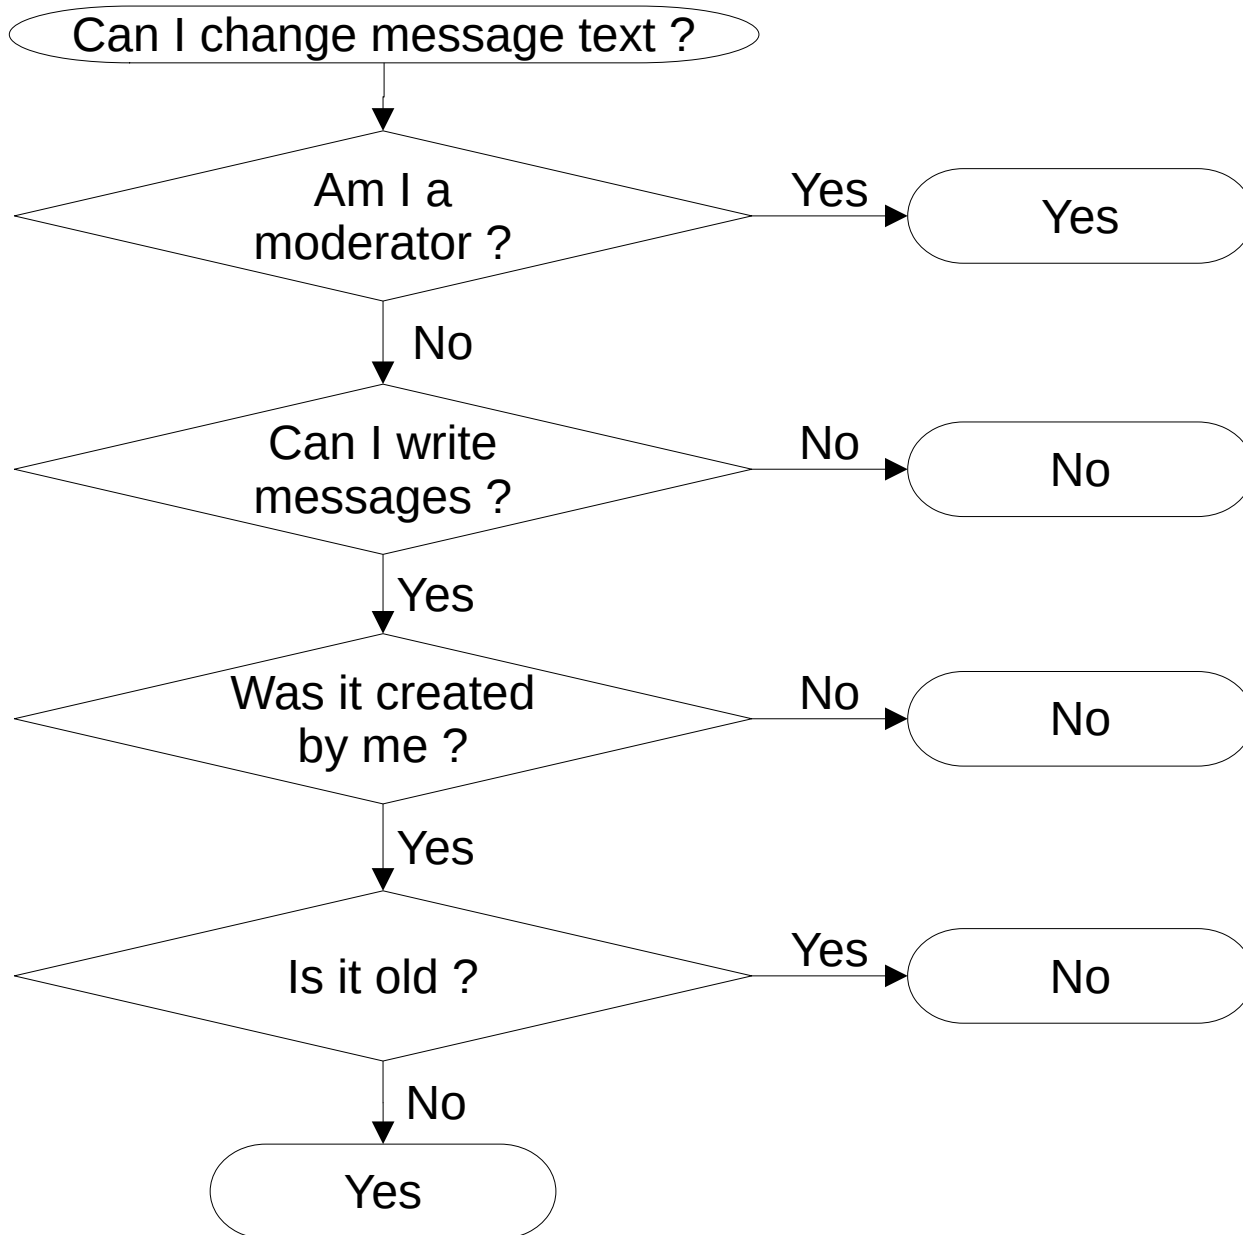 Can I change message text ?
Am I a
moderator ?
Yes
Yes
No
Can I write
messages ?
No
No
Yes
Was it created
by me ?
No
No
Yes
Is it old ?
Yes
No
No
Yes